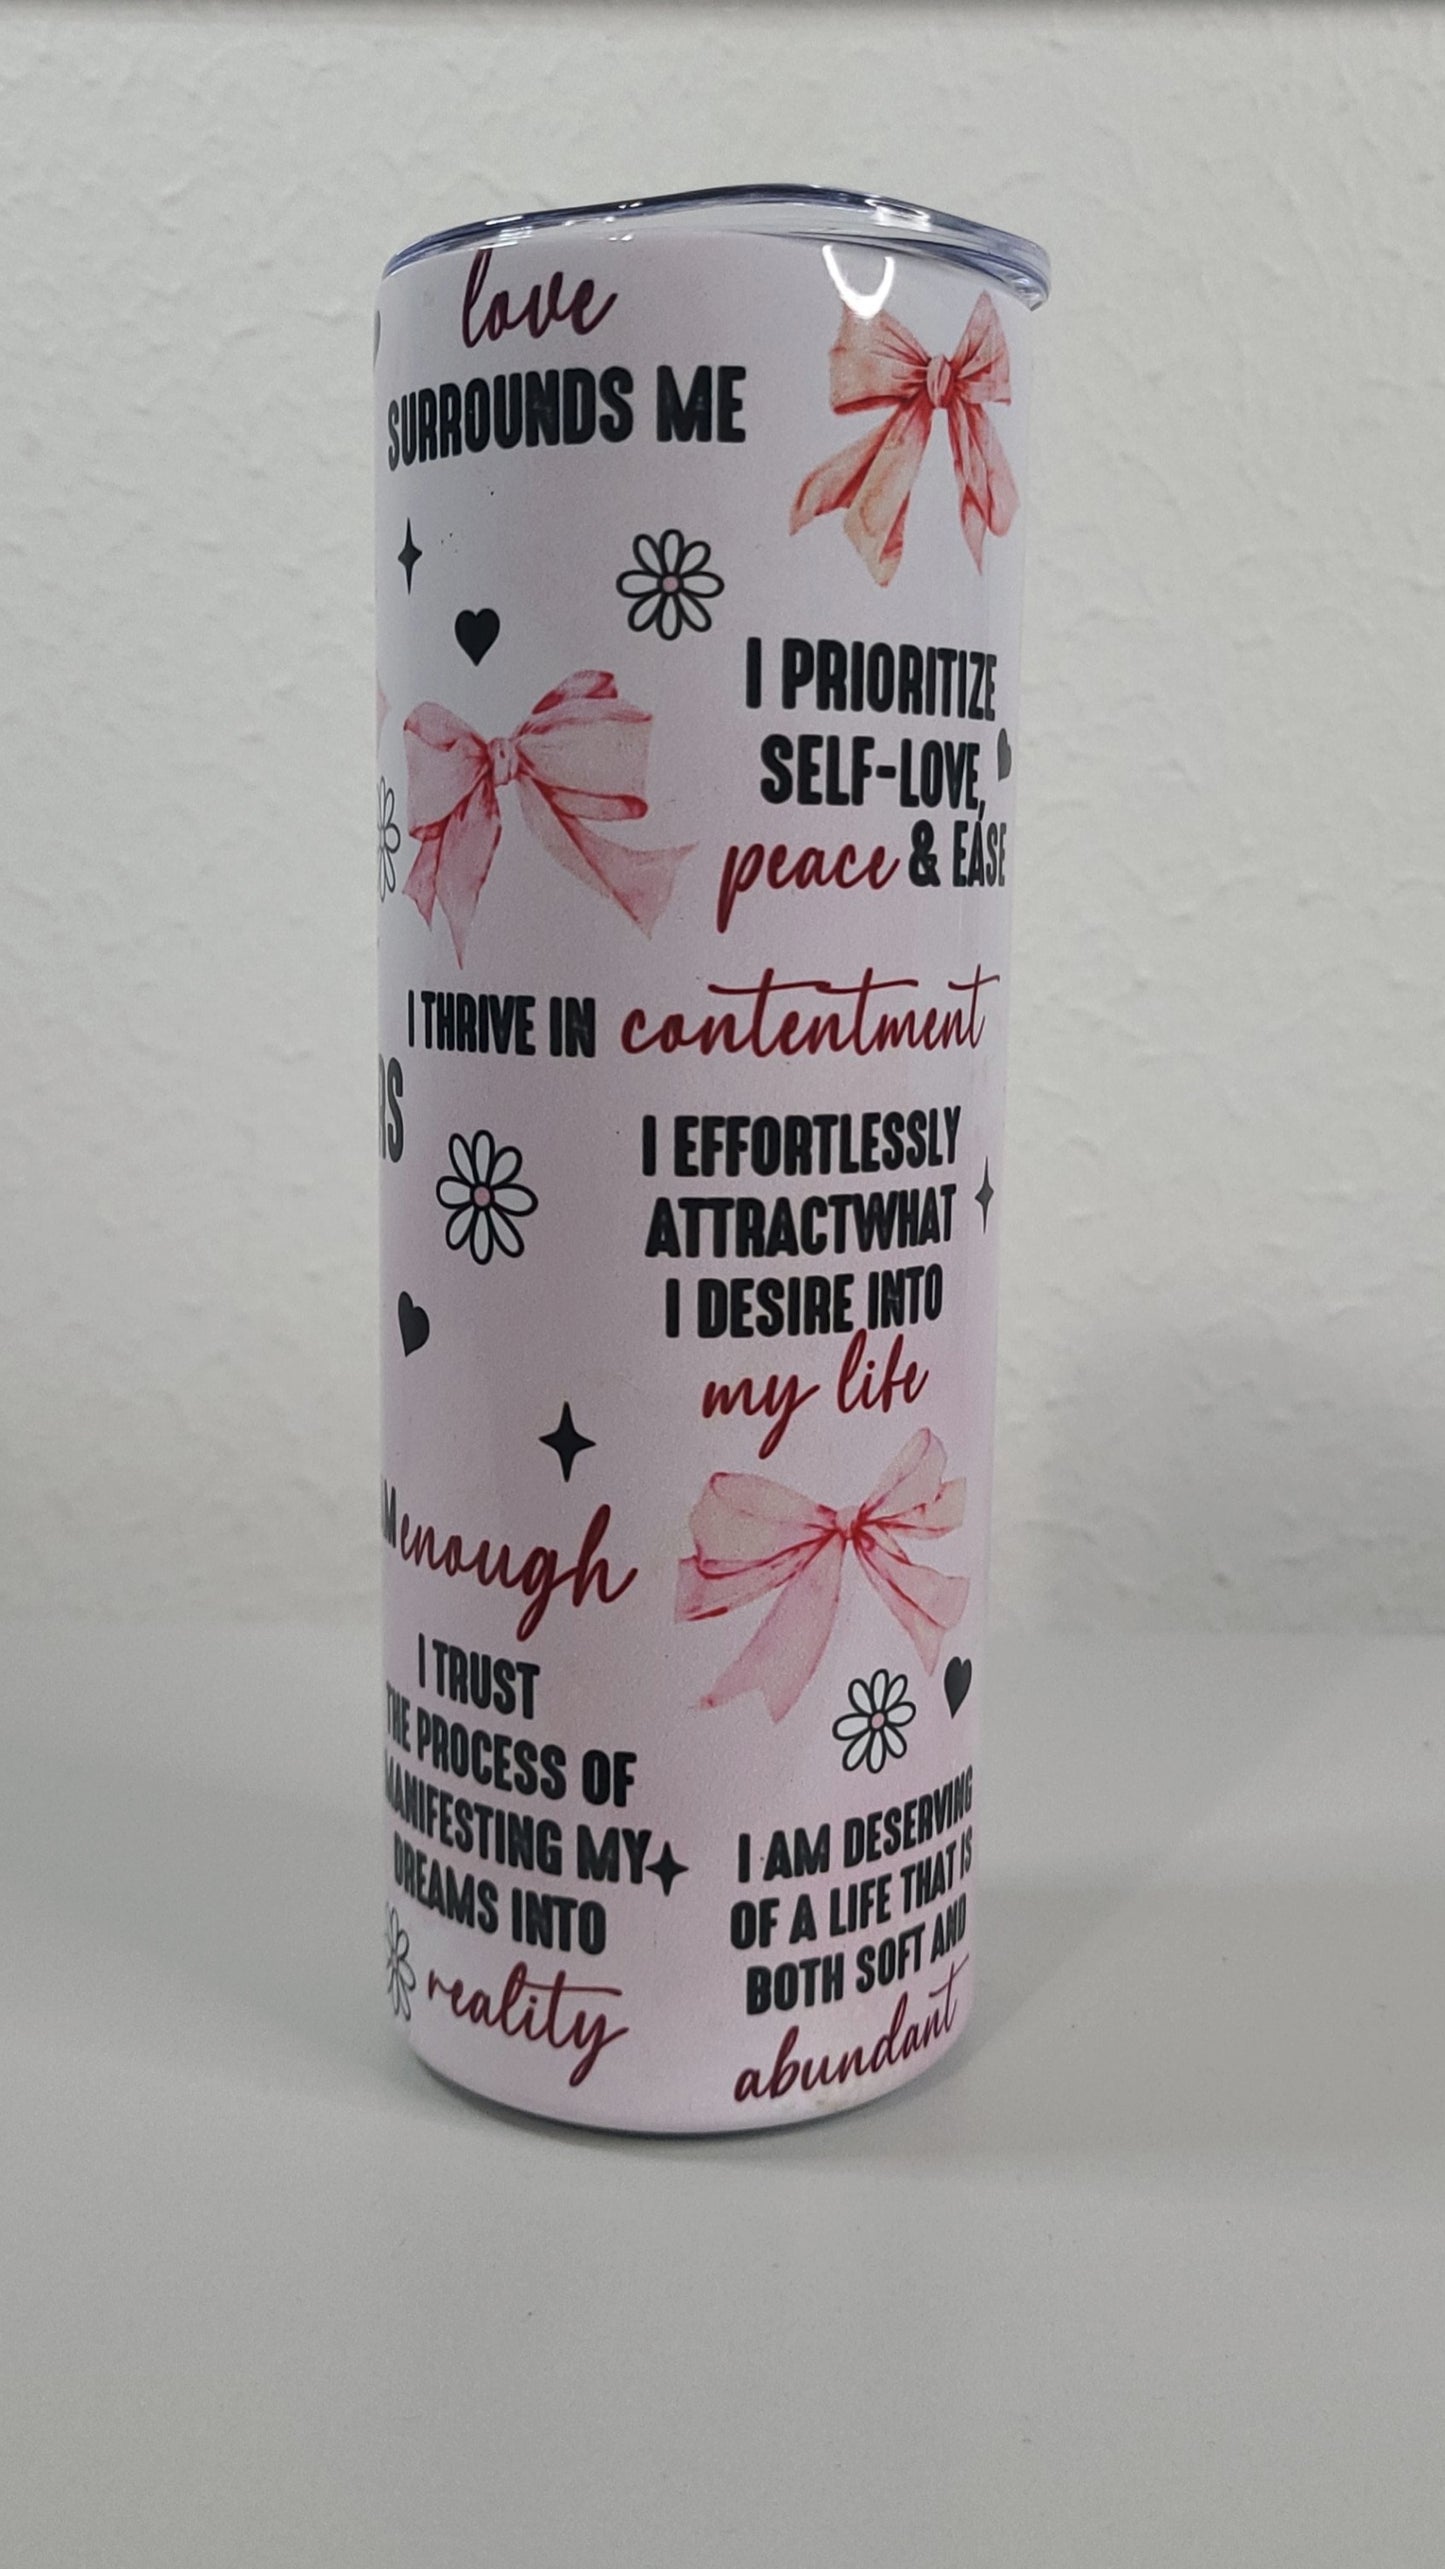 love
SURROUNDS ME
I PRIORITIZE
SELF-LOVE,
peace & EASE
I THRIVE IN contentment
I EFFORTLESSLY
ATTRACTWHAT
I DESIRE INTO
my life
enough
I TRUST
THE PROCESS OF
MANIFESTING MY
DREAMS INTO
reality
I AM DESERVING
OF A LIFE THAT IS
BOTH SOFT AND
abundant